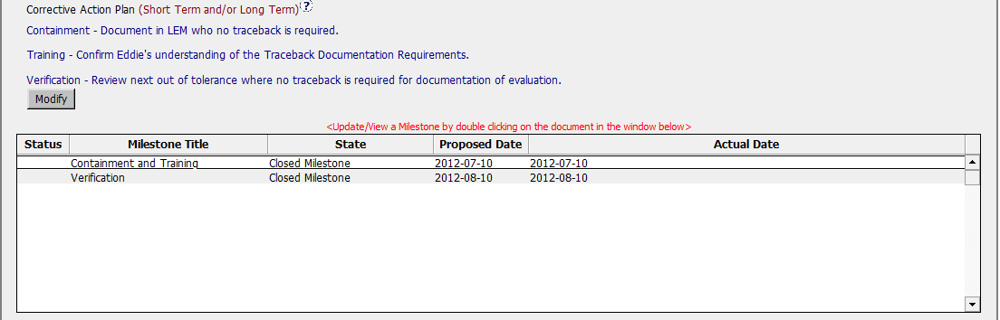 Corrective Action Plan (Short Term and/or Long Term) ?
Containment - Document in LEM who no traceback is required.
Training - Confirm Eddie's understanding of the Traceback Documentation Requirements.
Verification - Review next out of tolerance where no traceback is required for documentation of evaluation.
Modify
<Update/View a Milestone by double clicking on the document in the window below>
Status Milestone Title State Proposed Date Actual Date
Containment and Training Closed Milestone 2012-07-10 2012-07-10
Verification Closed Milestone 2012-08-10 2012-08-10